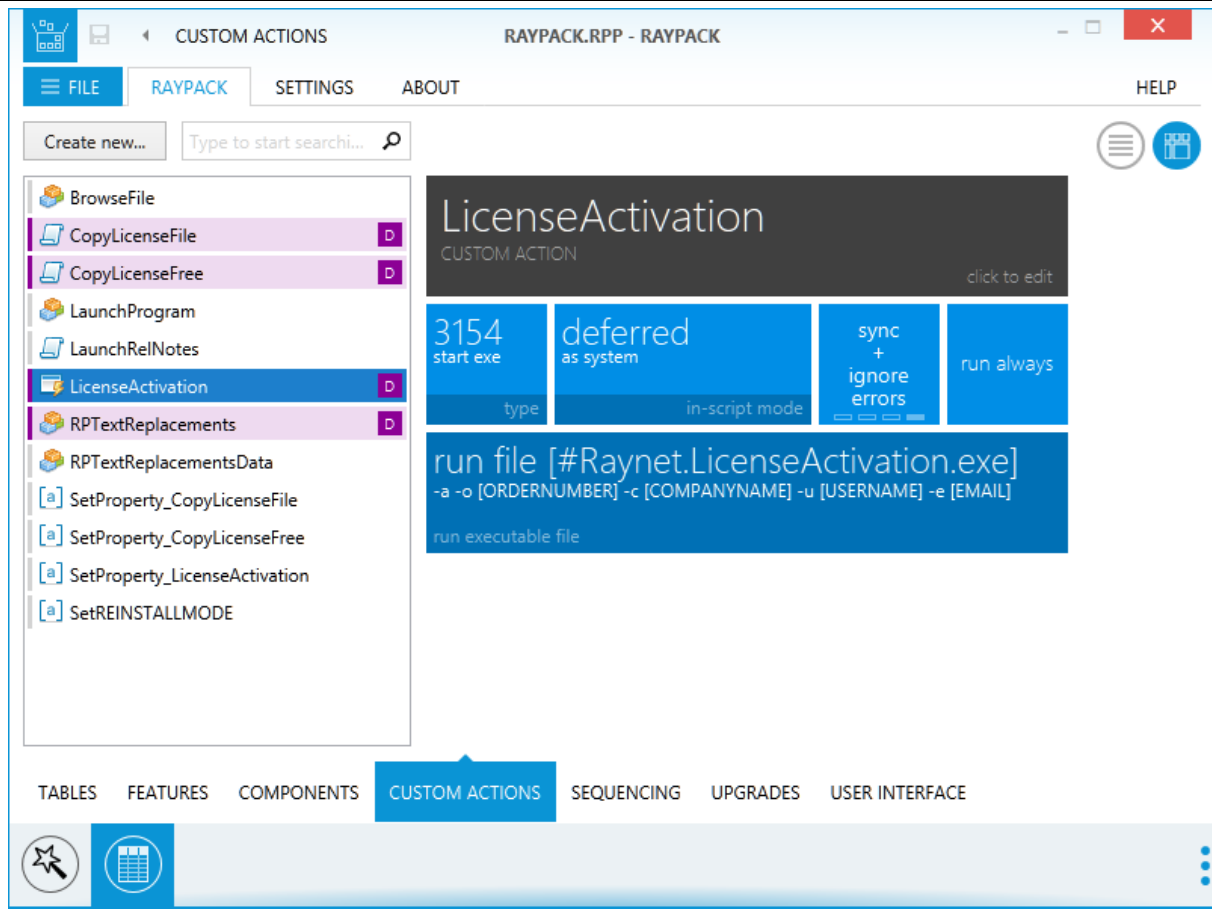 CUSTOM ACTIONS
RAYPACK.RPP - RAYPACK
FILE
RAYPACK
SETTINGS
ABOUT
HELP
Create new...
Type to start searchi...
BrowseFile
CopyLicenseFile D
CopyLicenseFree D
LaunchProgram
LaunchRelNotes
LicenseActivation D
RPTextReplacements D
RPTextReplacementsData
[a] SetProperty_CopyLicenseFile
[a] SetProperty_CopyLicenseFree
[a] SetProperty_LicenseActivation
[a] SetREINSTALLMODE
LicenseActivation
CUSTOM ACTION
click to edit
3154
start exe
type
deferred
as system
in-script mode
sync
+
ignore
errors
run always
run file [#Raynet.LicenseActivation.exe]
-a -o [ORDERNUMBER] -c [COMPANYNAME] -u [USERNAME] -e [EMAIL]
run executable file
TABLES
FEATURES
COMPONENTS
CUSTOM ACTIONS
SEQUENCING
UPGRADES
USER INTERFACE